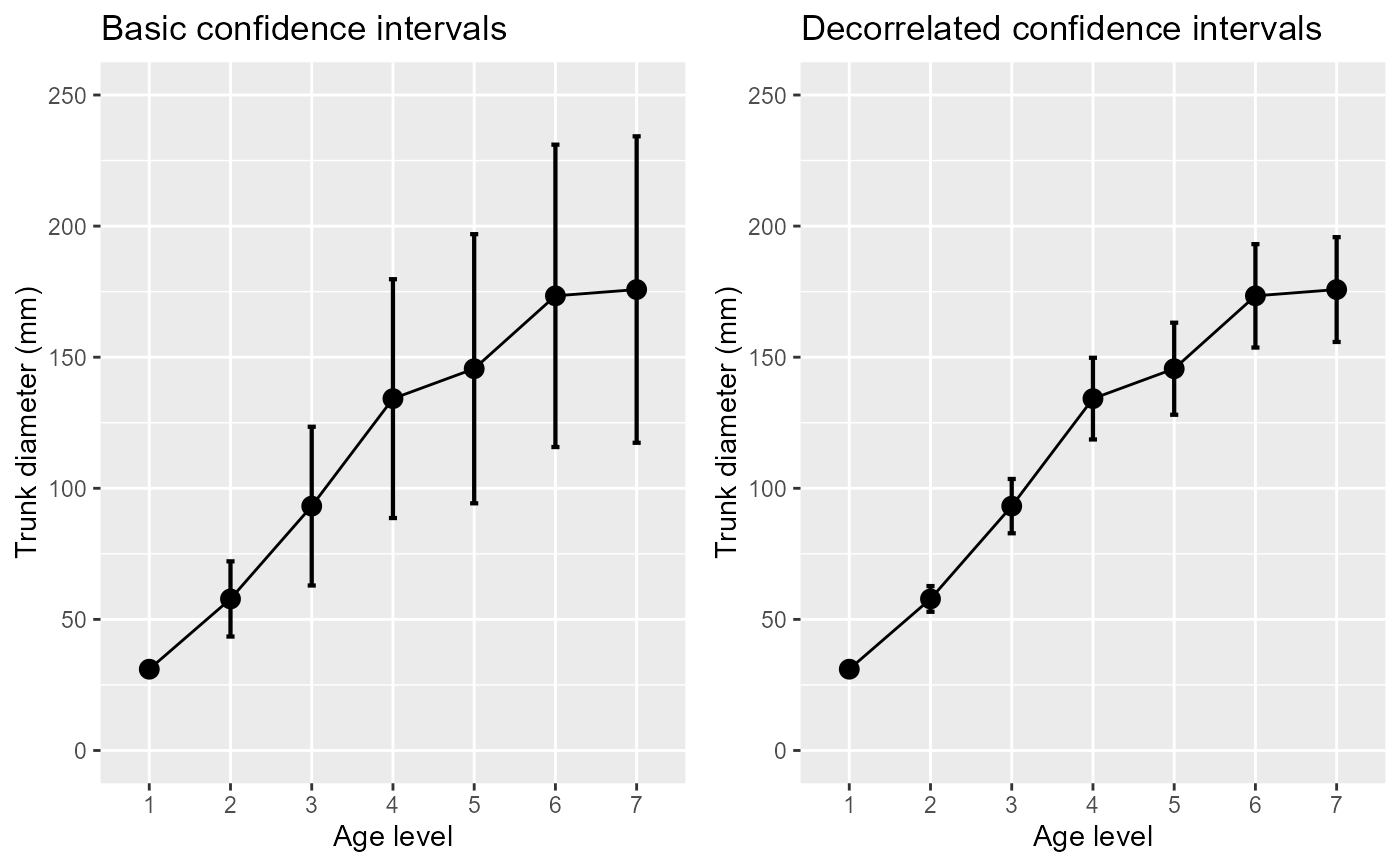 Basic confidence intervals
Trunk diameter (mm)
250
200
150
100
50
0
1 2 3 4 5 6 7
Age level
Decorrelated confidence intervals
Trunk diameter (mm)
250
200
150
100
50
0
1 2 3 4 5 6 7
Age level